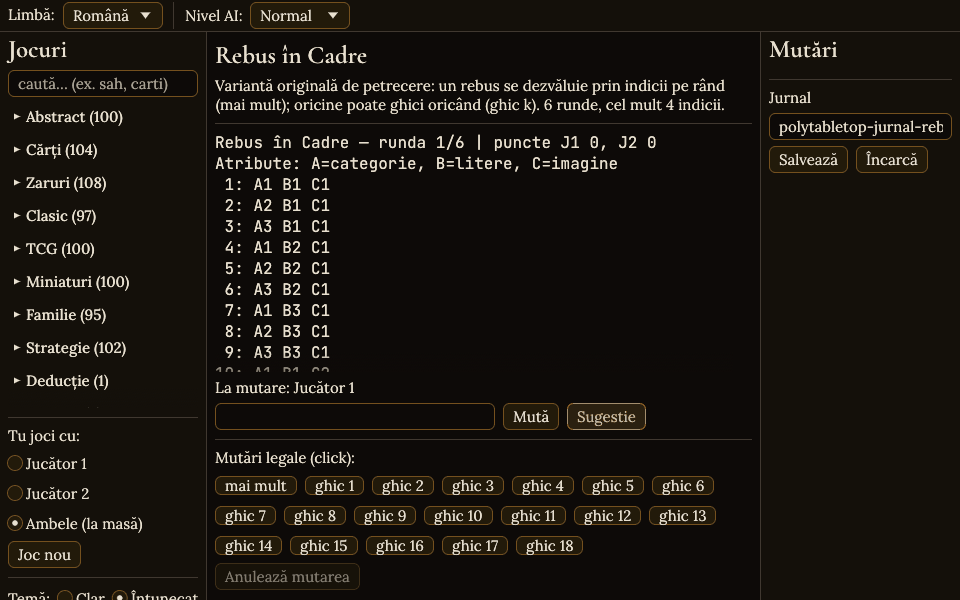 Limbă: Română Nivel AI: Normal
Jocuri
caută... (ex. sah, carti)
Abstract (100)
Cărți (104)
Zaruri (108)
Clasic (97)
TCG (100)
Miniaturi (100)
Familie (95)
Strategie (102)
Deducție (1)
Tu joci cu:
Jucător 1
Jucător 2
Ambele (la masă)
Joc nou
Temă: Clar Întunecat
Rebus în Cadre
Variantă originală de petrecere: un rebus se dezvăluie prin indicii pe rând
(mai mult); oricine poate ghici oricând (ghic k). 6 runde, cel mult 4 indicii.
Rebus în Cadre — runda 1/6 | puncte J1 0, J2 0
Atribute: A=categorie, B=litere, C=imagine
1: A1 B1 C1
2: A2 B1 C1
3: A3 B1 C1
4: A1 B2 C1
5: A2 B2 C1
6: A3 B2 C1
7: A1 B3 C1
8: A2 B3 C1
9: A3 B3 C1
La mutare: Jucător 1
Mută Sugestie
Mutări legale (click):
mai mult ghic 1 ghic 2 ghic 3 ghic 4 ghic 5 ghic 6
ghic 7 ghic 8 ghic 9 ghic 10 ghic 11 ghic 12 ghic 13
ghic 14 ghic 15 ghic 16 ghic 17 ghic 18
Anulează mutarea
Mutări
Jurnal
polytabletop-jurnal-reb
Salvează Încarcă